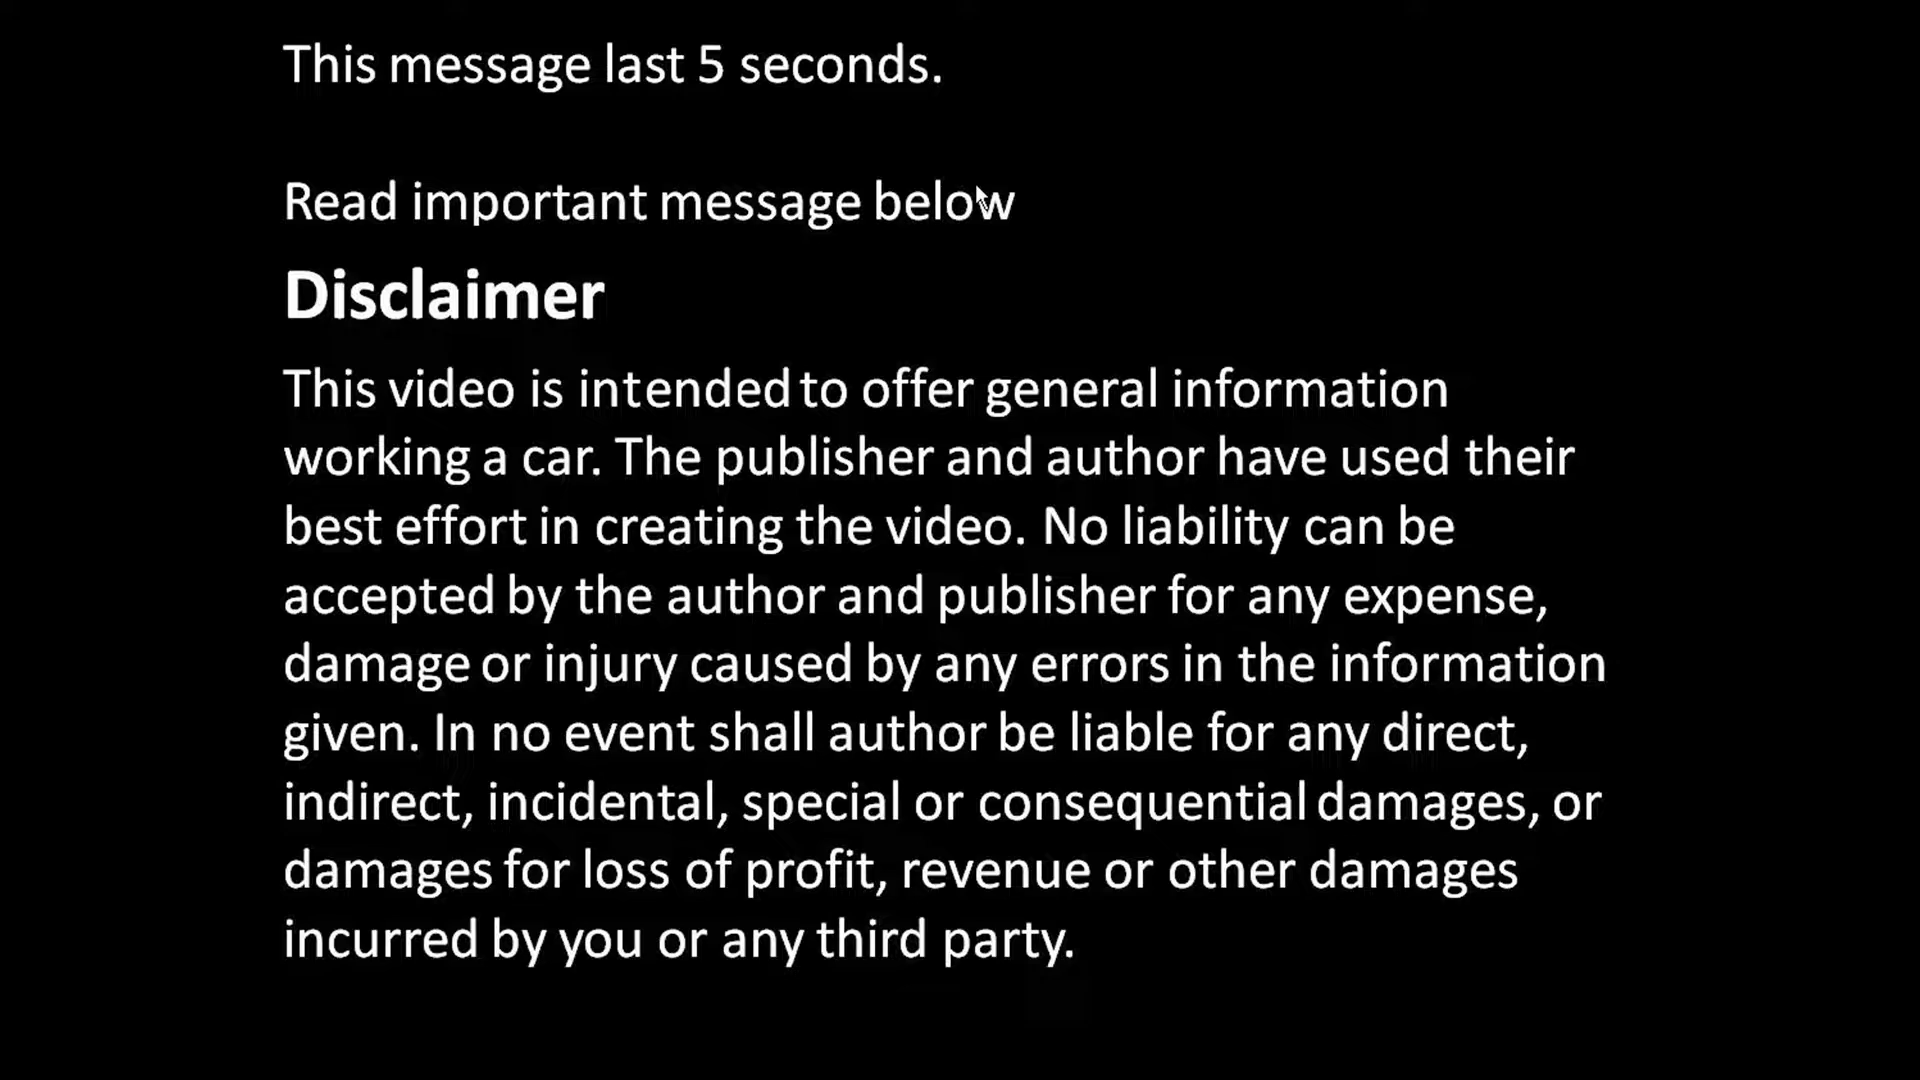 This message last 5 seconds.
Read important message below
Disclaimer
This video is intended to offer general information
working a car. The publisher and author have used their
best effort in creating the video. No liability can be
accepted by the author and publisher for any expense,
damage or injury caused by any errors in the information
given. In no event shall author be liable for any direct,
indirect, incidental, special or consequential damages, or
damages for loss of profit, revenue or other damages
incurred by you or any third party.